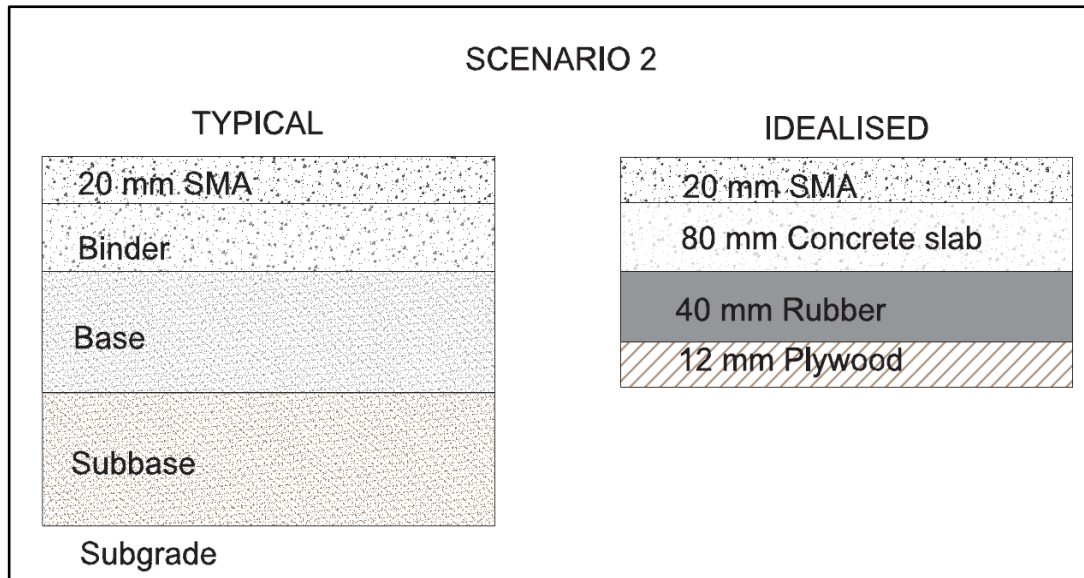 SCENARIO 2
TYPICAL
20 mm SMA
Binder
Base
Subbase
Subgrade
IDEALISED
20 mm SMA
80 mm Concrete slab
40 mm Rubber
12 mm Plywood